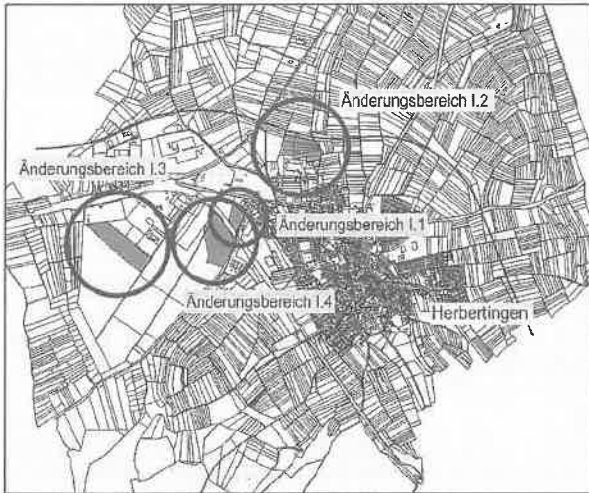 Änderungsbereich I.2
Änderungsbereich I.3
Änderungsbereich I.1
Änderungsbereich I.4
Herbertingen